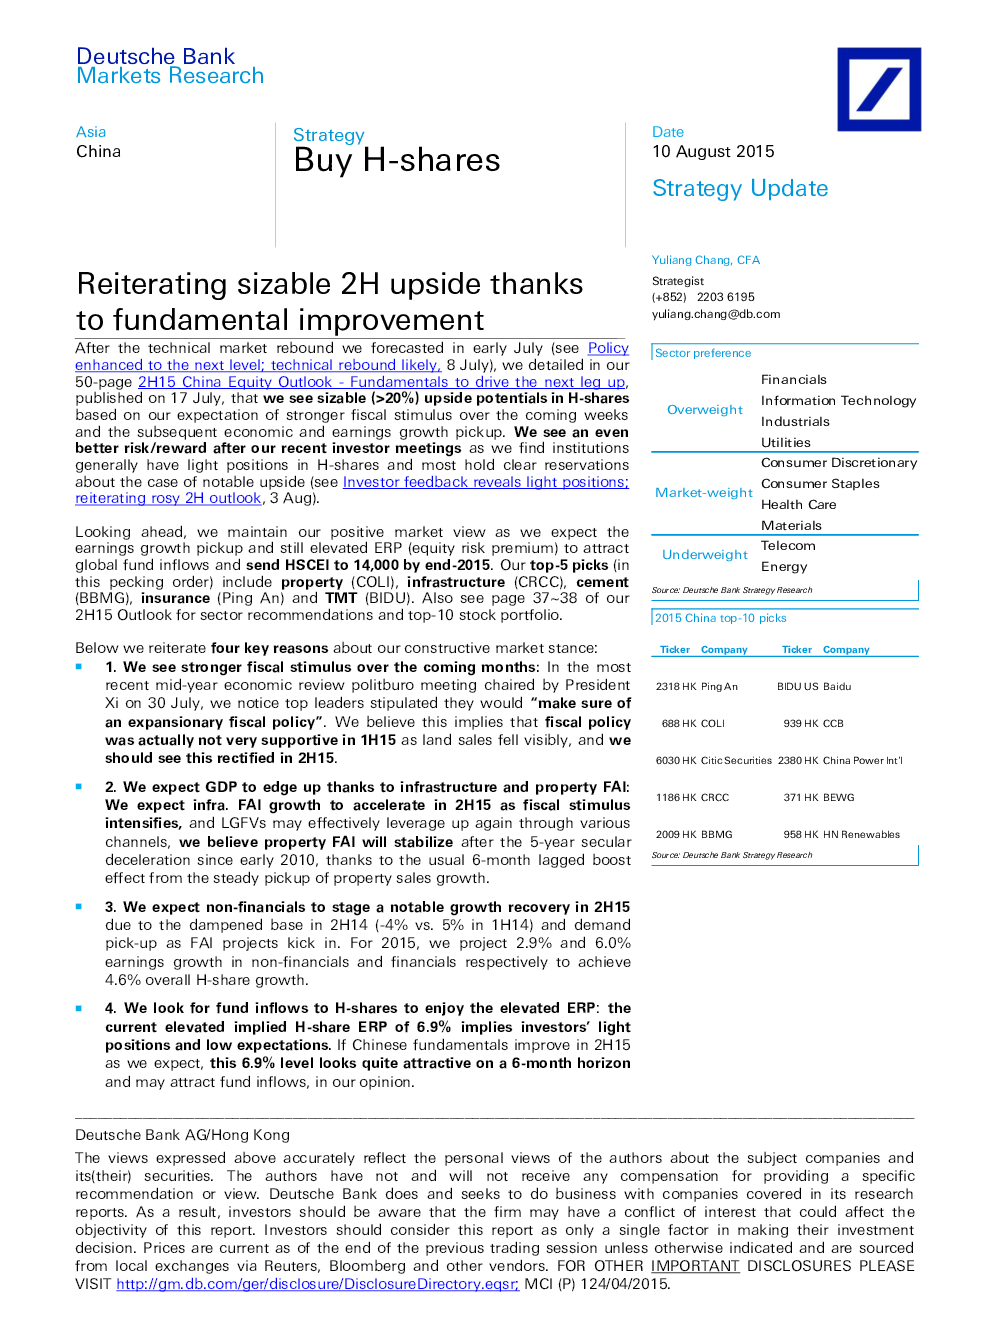 Deutsche Bank
Markets Research
Asia
China
Strategy
Buy H-shares
Date
10 August 2015
Strategy Update
Reiterating sizable 2H upside thanks
to fundamental improvement
After the technical market rebound we forecasted in early July (see Policy
enhanced to the next level; technical rebound likely, 8 July), we detailed in our
50-page 2H15 China Equity Outlook - Fundamentals to drive the next leg up,
published on 17 July, that we see sizable (>20%) upside potentials in H-shares
based on our expectation of stronger fiscal stimulus over the coming weeks
and the subsequent economic and earnings growth pickup. We see an even
better risk/reward after our recent investor meetings as we find institutions
generally have light positions in H-shares and most hold clear reservations
about the case of notable upside (see Investor feedback reveals light positions;
reiterating rosy 2H outlook, 3 Aug).
Looking ahead, we maintain our positive market view as we expect the
earnings growth pickup and still elevated ERP (equity risk premium) to attract
global fund inflows and send HSCEI to 14,000 by end-2015. Our top-5 picks (in
this pecking order) include property (COLI), infrastructure (CRCC), cement
(BBMG), insurance (Ping An) and TMT (BIDU). Also see page 37~38 of our
2H15 Outlook for sector recommendations and top-10 stock portfolio.
Below we reiterate four key reasons about our constructive market stance:
■ 1. We see stronger fiscal stimulus over the coming months: In the most
recent mid-year economic review politburo meeting chaired by President
Xi on 30 July, we notice top leaders stipulated they would “make sure of
an expansionary fiscal policy”. We believe this implies that fiscal policy
was actually not very supportive in 1H15 as land sales fell visibly, and we
should see this rectified in 2H15.
■ 2. We expect GDP to edge up thanks to infrastructure and property FAI:
We expect infra. FAI growth to accelerate in 2H15 as fiscal stimulus
intensifies, and LGFVs may effectively leverage up again through various
channels, we believe property FAI will stabilize after the 5-year secular
deceleration since early 2010, thanks to the usual 6-month lagged boost
effect from the steady pickup of property sales growth.
■ 3. We expect non-financials to stage a notable growth recovery in 2H15
due to the dampened base in 2H14 (-4% vs. 5% in 1H14) and demand
pick-up as FAI projects kick in. For 2015, we project 2.9% and 6.0%
earnings growth in non-financials and financials respectively to achieve
4.6% overall H-share growth.
■ 4. We look for fund inflows to H-shares to enjoy the elevated ERP: the
current elevated implied H-share ERP of 6.9% implies investors’ light
positions and low expectations. If Chinese fundamentals improve in 2H15
as we expect, this 6.9% level looks quite attractive on a 6-month horizon
and may attract fund inflows, in our opinion.
Yuliang Chang, CFA
Strategist
(+852) 2203 6195
yuliang.chang@db.com
Sector preference
Overweight
Financials
Information Technology
Industrials
Utilities
Market-weight
Consumer Discretionary
Consumer Staples
Health Care
Materials
Underweight
Telecom
Energy
Source: Deutsche Bank Strategy Research
2015 China top-10 picks
Ticker Company Ticker Company
2318 HK Ping An BIDU US Baidu
688 HK COLI 939 HK CCB
6030 HK Citic Securities 2380 HK China Power Int'l
1186 HK CRCC 371 HK BEWG
2009 HK BBMG 958 HK HN Renewables
Source: Deutsche Bank Strategy Research
Deutsche Bank AG/Hong Kong
The views expressed above accurately reflect the personal views of the authors about the subject companies and
its(their) securities. The authors have not and will not receive any compensation for providing a specific
recommendation or view. Deutsche Bank does and seeks to do business with companies covered in its research
reports. As a result, investors should be aware that the firm may have a conflict of interest that could affect the
objectivity of this report. Investors should consider this report as only a single factor in making their investment
decision. Prices are current as of the end of the previous trading session unless otherwise indicated and are sourced
from local exchanges via Reuters, Bloomberg and other vendors. FOR OTHER IMPORTANT DISCLOSURES PLEASE
VISIT http://gm.db.com/ger/disclosure/DisclosureDirectory.eqsr; MCI (P) 124/04/2015.